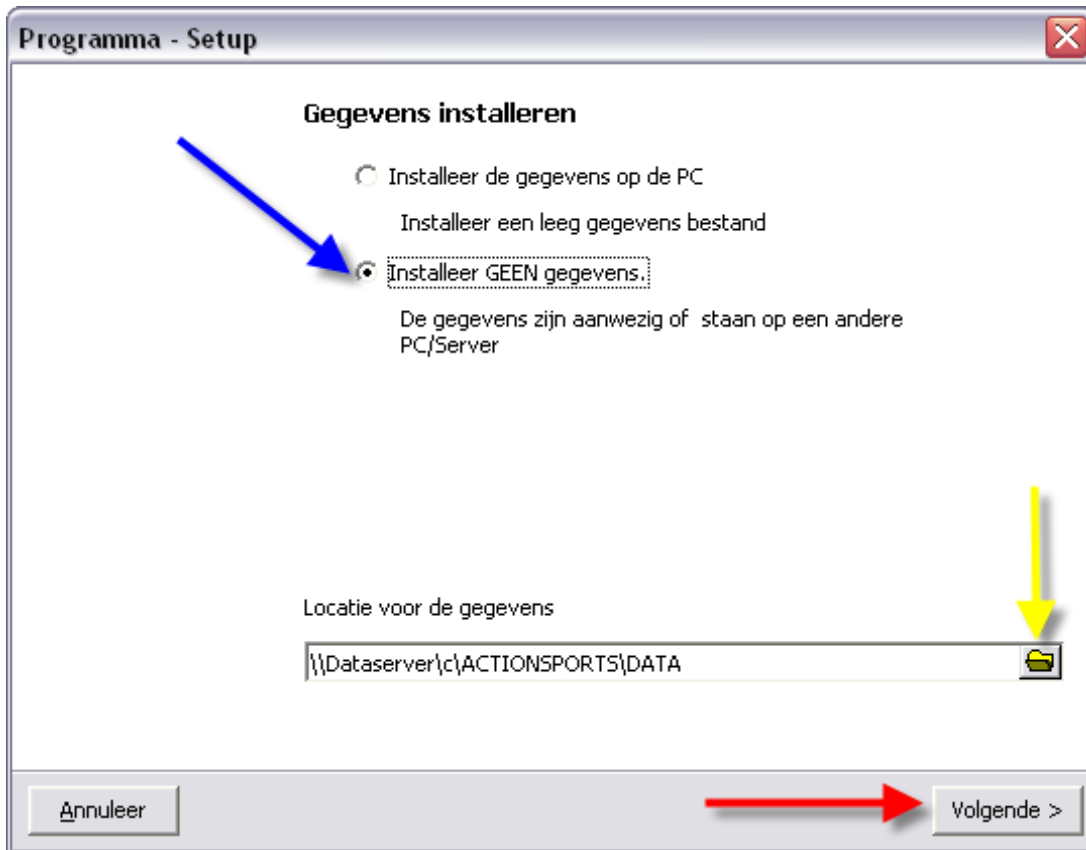 Programma - Setup
Gegevens installeren
Installeer de gegevens op de PC
Installeer een leeg gegevens bestand
Installeer GEEN gegevens.
De gegevens zijn aanwezig of  staan op een andere
PC/Server
Locatie voor de gegevens
\\Dataserver\c\ACTIONSPORTS\DATA
Annuleer
Volgende >